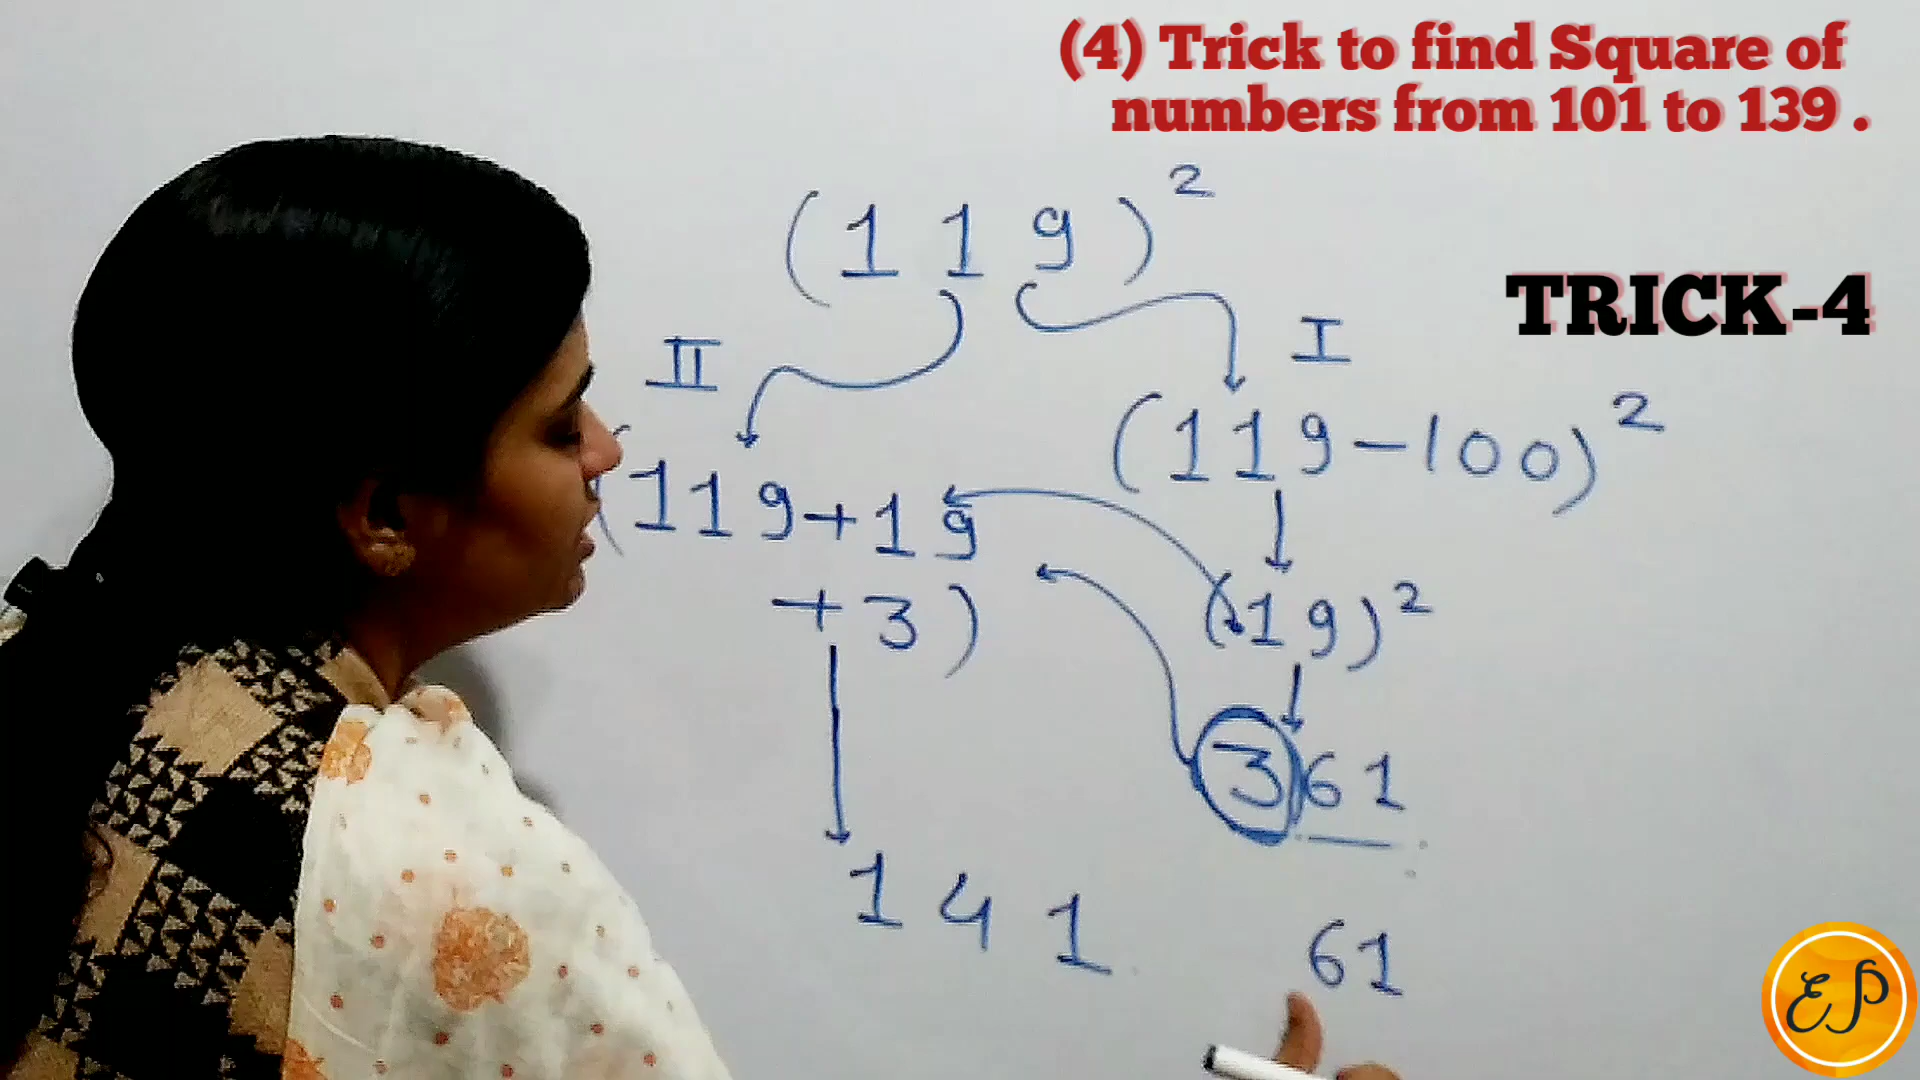 (4) Trick to find Square of
numbers from 101 to 139 .
(119)²
TRICK-4
II
I
(119-100)²
(119+19
+3)
(19)²
361
141
61
EP